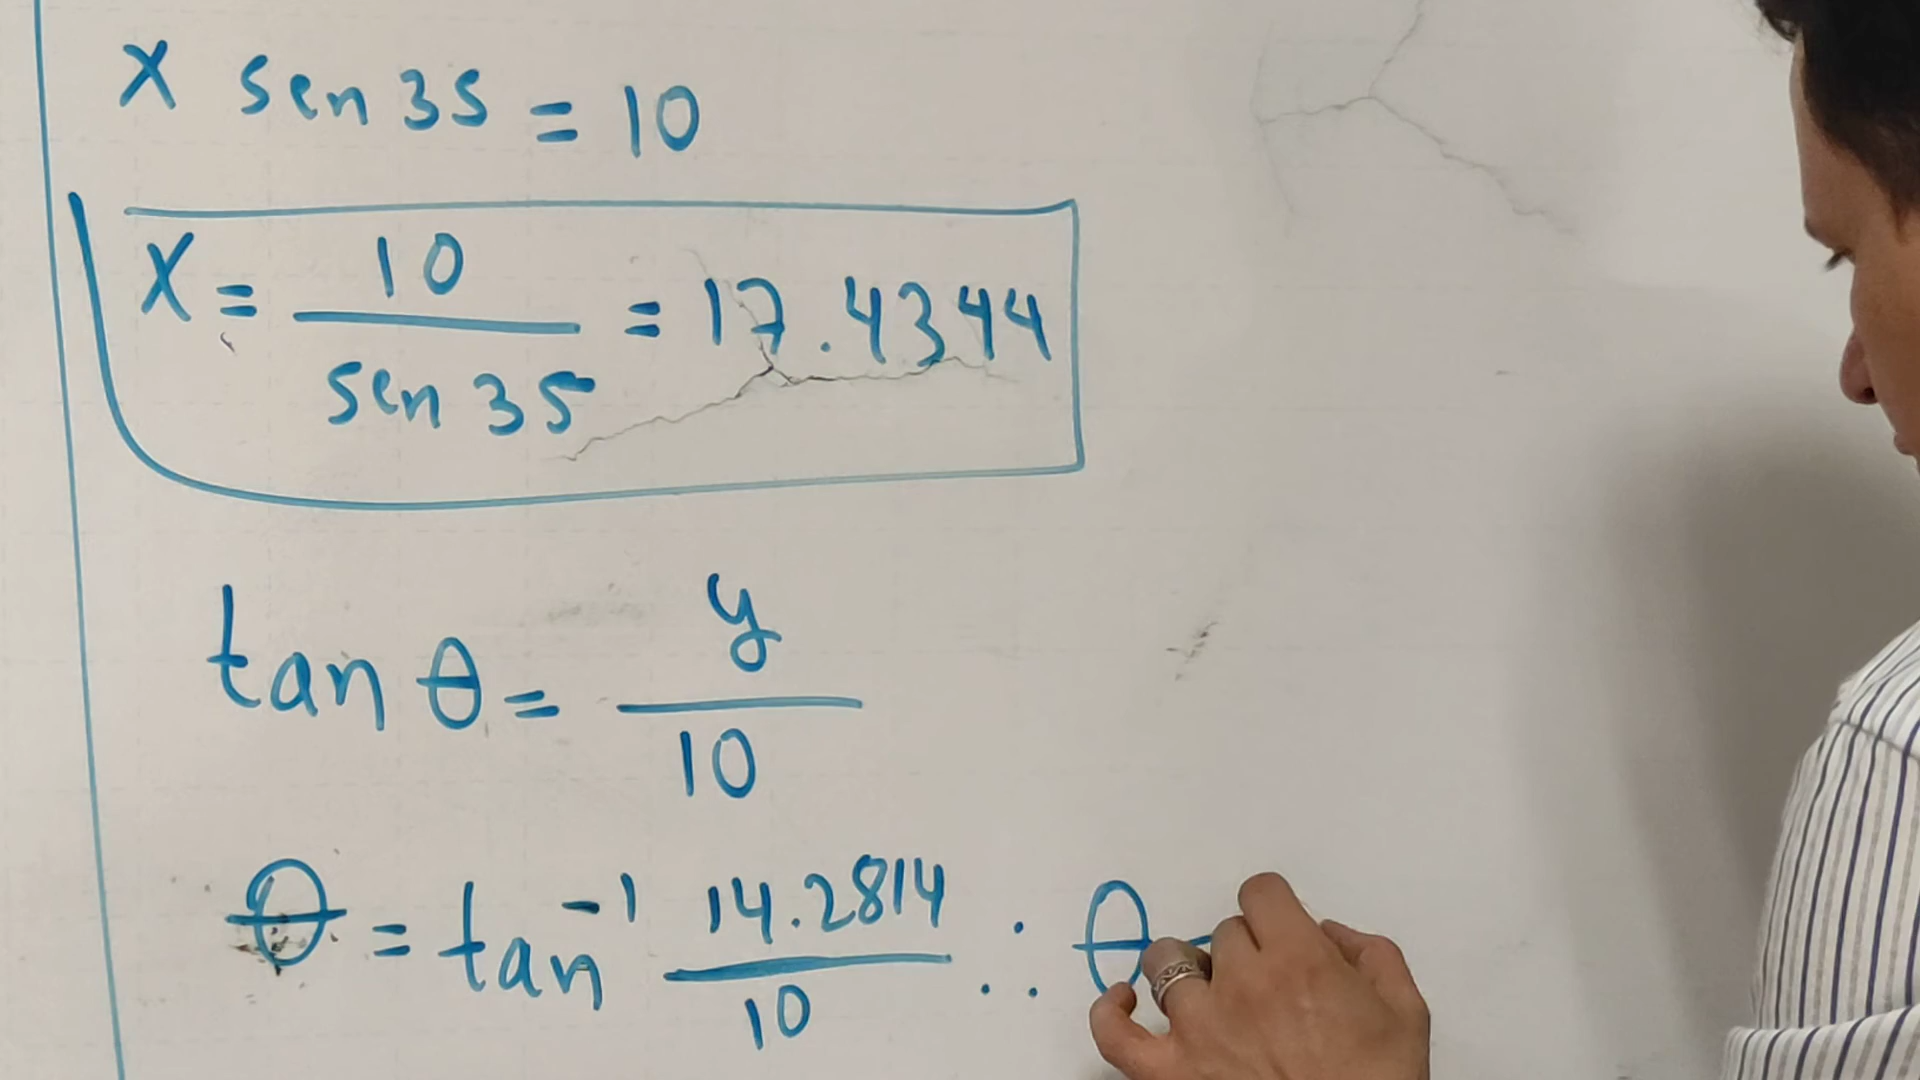 x sen 35 = 10
x = 10 / sen 35 = 17.4344
tan θ = y / 10
θ = tan⁻¹ 14.2814 / 10 ∴ θ